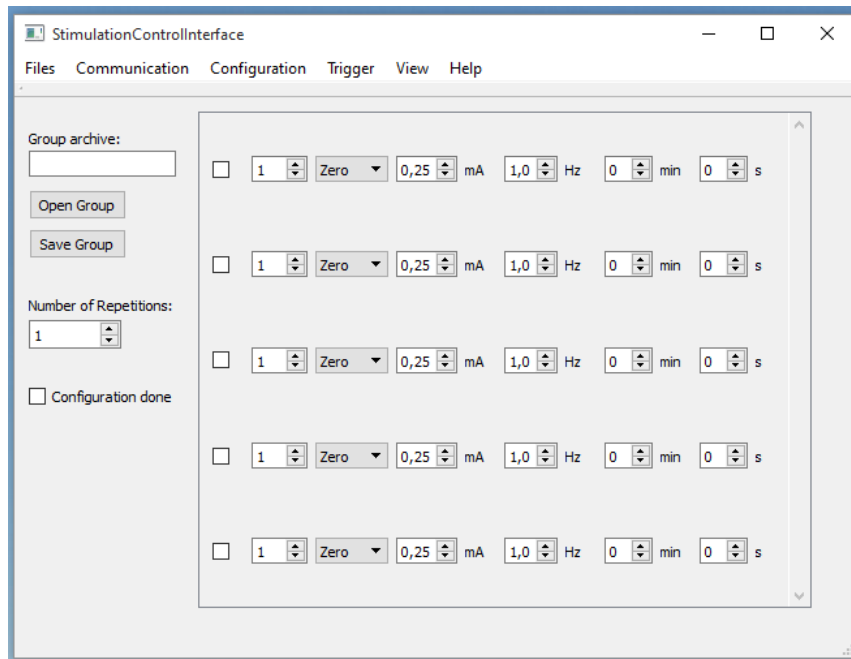 StimulationControlInterface
Files Communication Configuration Trigger View Help
Group archive:
Open Group
Save Group
Number of Repetitions:
1
Configuration done
1 Zero 0,25 mA 1,0 Hz 0 min 0 s
1 Zero 0,25 mA 1,0 Hz 0 min 0 s
1 Zero 0,25 mA 1,0 Hz 0 min 0 s
1 Zero 0,25 mA 1,0 Hz 0 min 0 s
1 Zero 0,25 mA 1,0 Hz 0 min 0 s